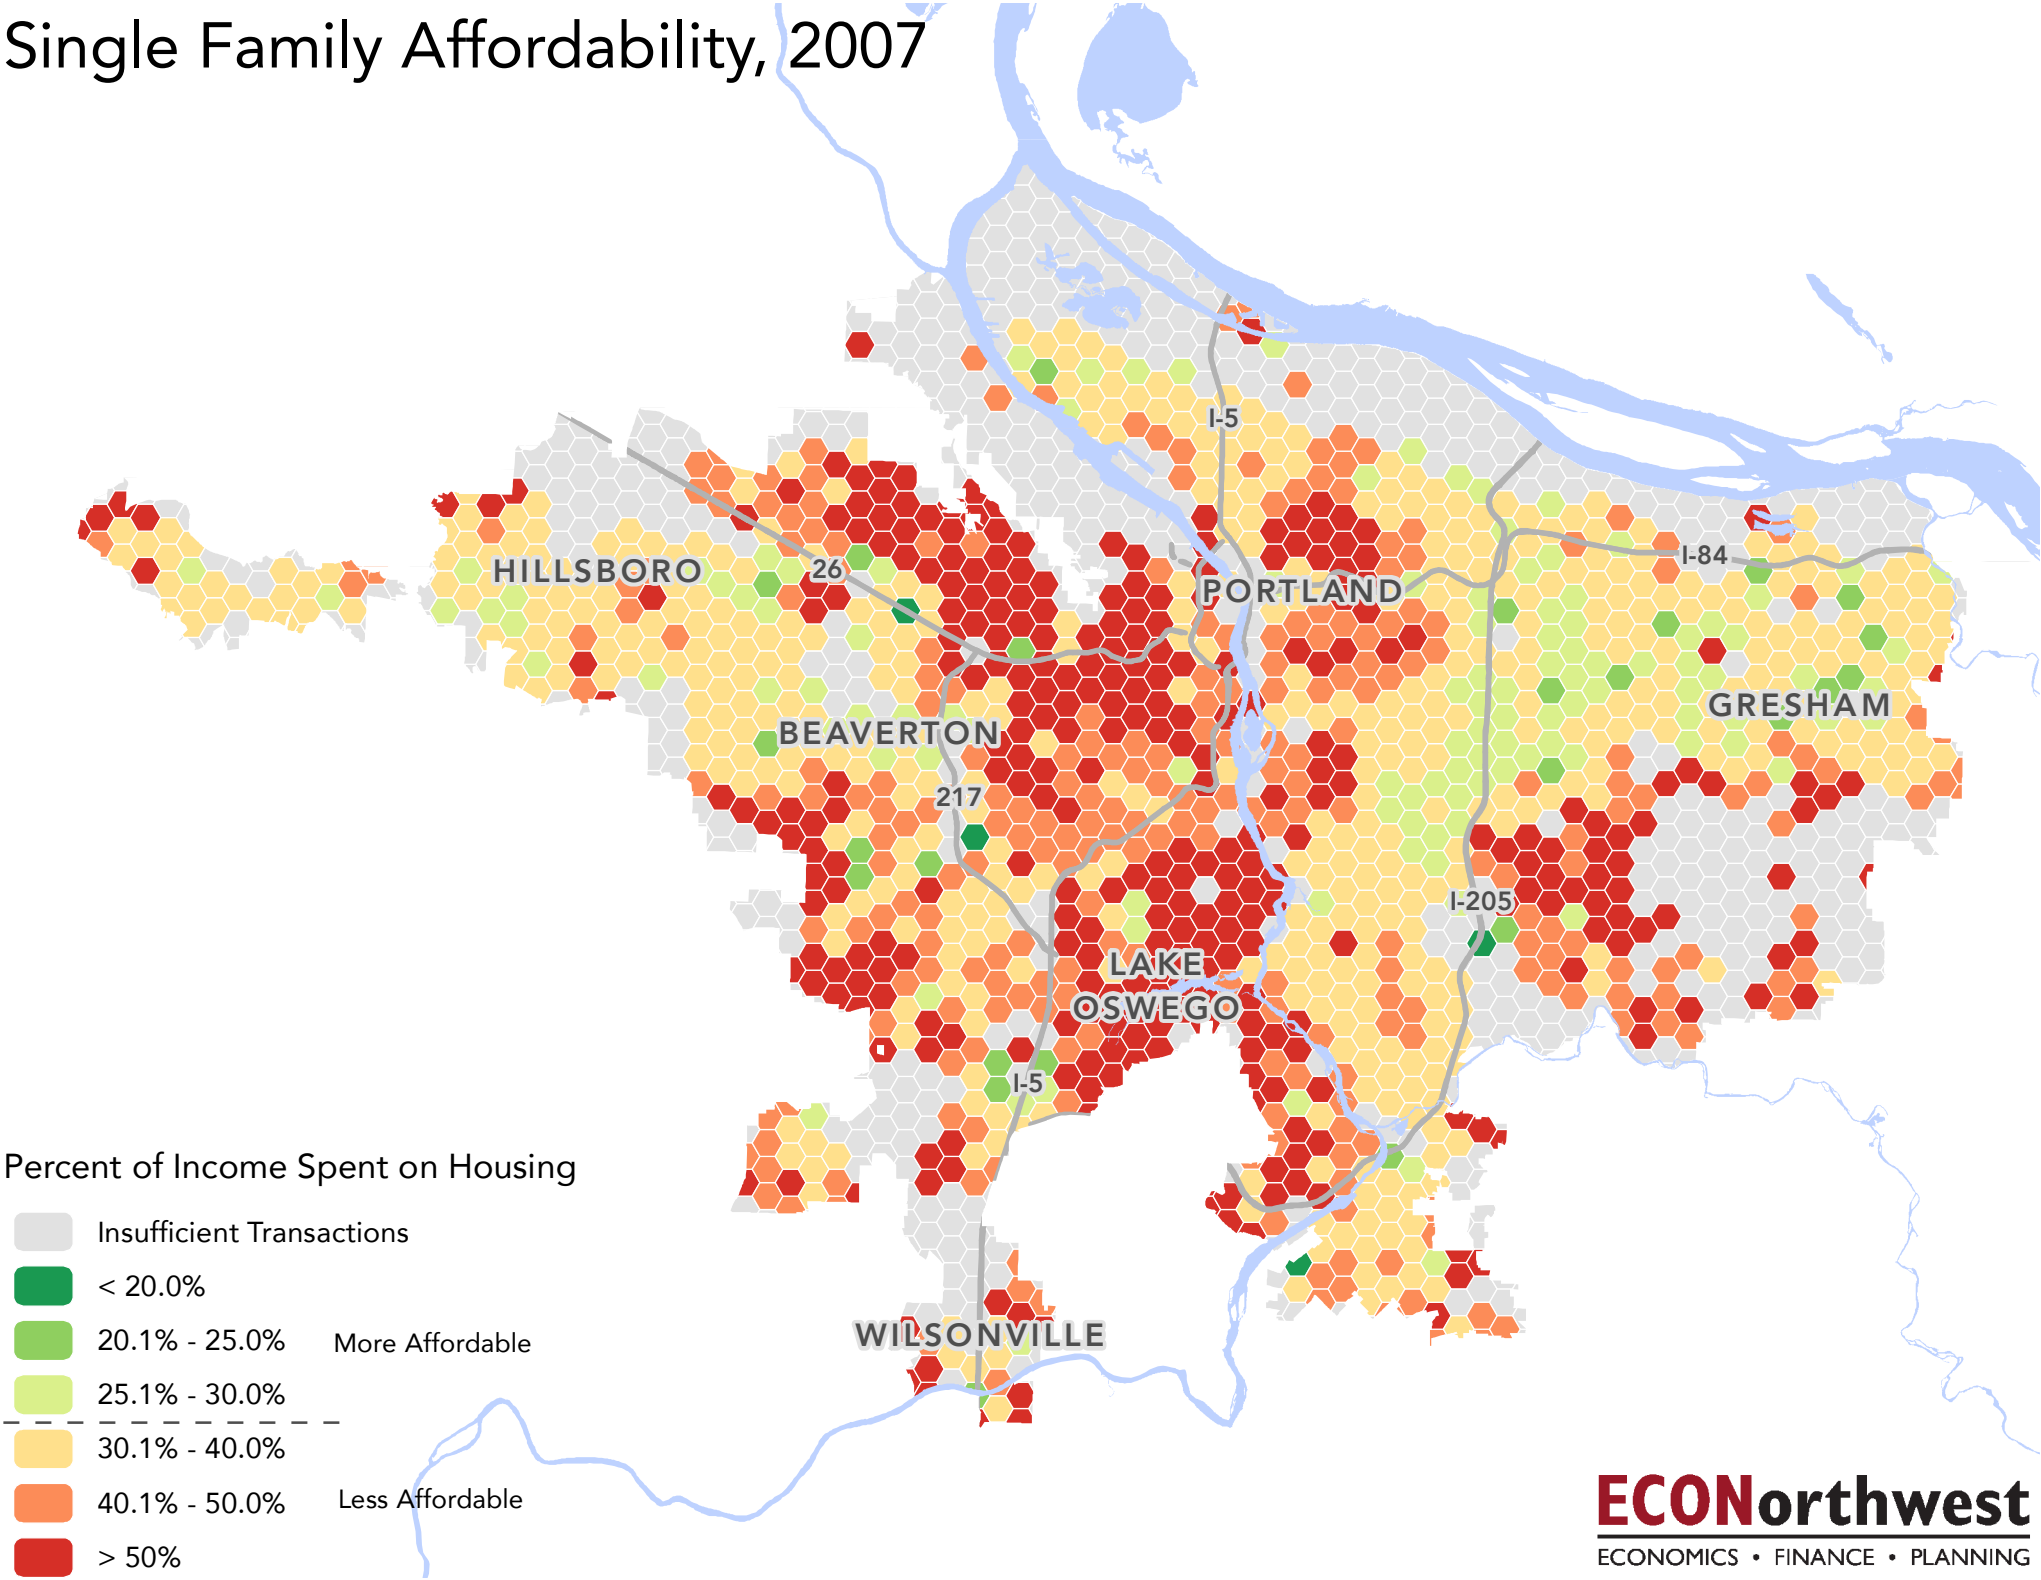 Single Family Affordability, 2007
I-5
HILLSBORO
26
PORTLAND
I-84
BEAVERTON
GRESHAM
217
I-205
LAKE
OSWEGO
I-5
WILSONVILLE
Percent of Income Spent on Housing
Insufficient Transactions
< 20.0%
20.1% - 25.0%
More Affordable
25.1% - 30.0%
30.1% - 40.0%
40.1% - 50.0%
Less Affordable
> 50%
ECONorthwest
ECONOMICS • FINANCE • PLANNING